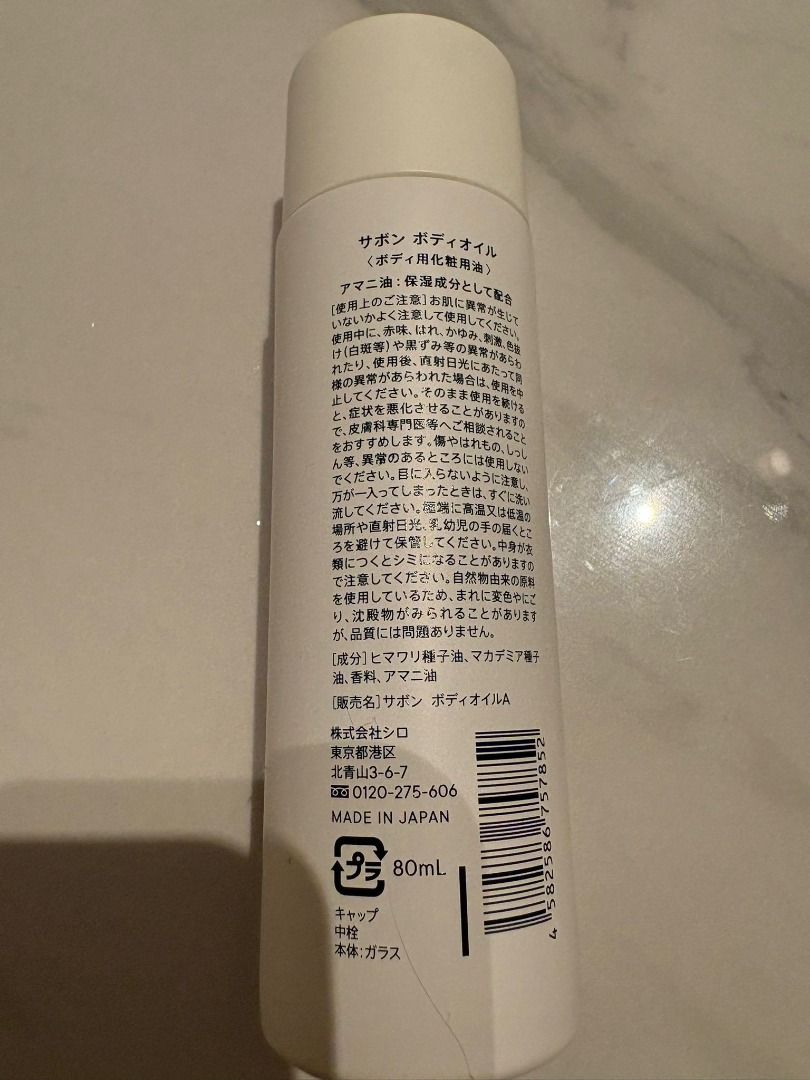 サボン ボディオイル
〈ボディ用化粧用油〉
アマニ油：保湿成分として配合
[使用上のご注意]お肌に異常が生じて
いないかよく注意して使用してください。
使用中に、赤味、はれ、かゆみ、刺激、色抜
け(白斑等)や黒ずみ等の異常があらわ
れたり、使用後、直射日光にあたって同
様の異常があらわれた場合は、使用を中
止してください。そのまま使用を続ける
と、症状を悪化させることがありますの
で、皮膚科専門医等へご相談されること
をおすすめします。傷やはれもの、しっし
ん等、異常のあるところには使用しない
でください。目に入らないように注意し、
万が一入ってしまったときは、すぐに洗い
流してください。極端に高温又は低温の
場所や直射日光、乳幼児の手の届くとこ
ろを避けて保管してください。中身が衣
類につくとシミになることがありますの
で注意してください。自然物由来の原料
を使用しているため、まれに変色やにご
り、沈殿物がみられることがあります
が、品質には問題ありません。
[成分]ヒマワリ種子油、マカデミア種子
油、香料、アマニ油
[販売名]サボン ボディオイルA
株式会社シロ
東京都港区
北青山3-6-7
0120-275-606
MADE IN JAPAN
プラ
80mL
キャップ
中栓
本体：ガラス
4 582586 757852